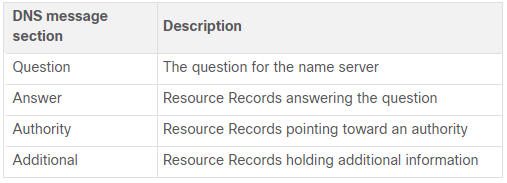 DNS message section Description
Question The question for the name server
Answer Resource Records answering the question
Authority Resource Records pointing toward an authority
Additional Resource Records holding additional information